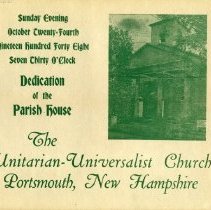 Sunday Evening
October Twenty-Fourth
Nineteen Hundred Forty Eight
Seven Thirty O'Clock
Dedication
of the
Parish House
The
Unitarian-Universalist Church
Portsmouth, New Hampshire